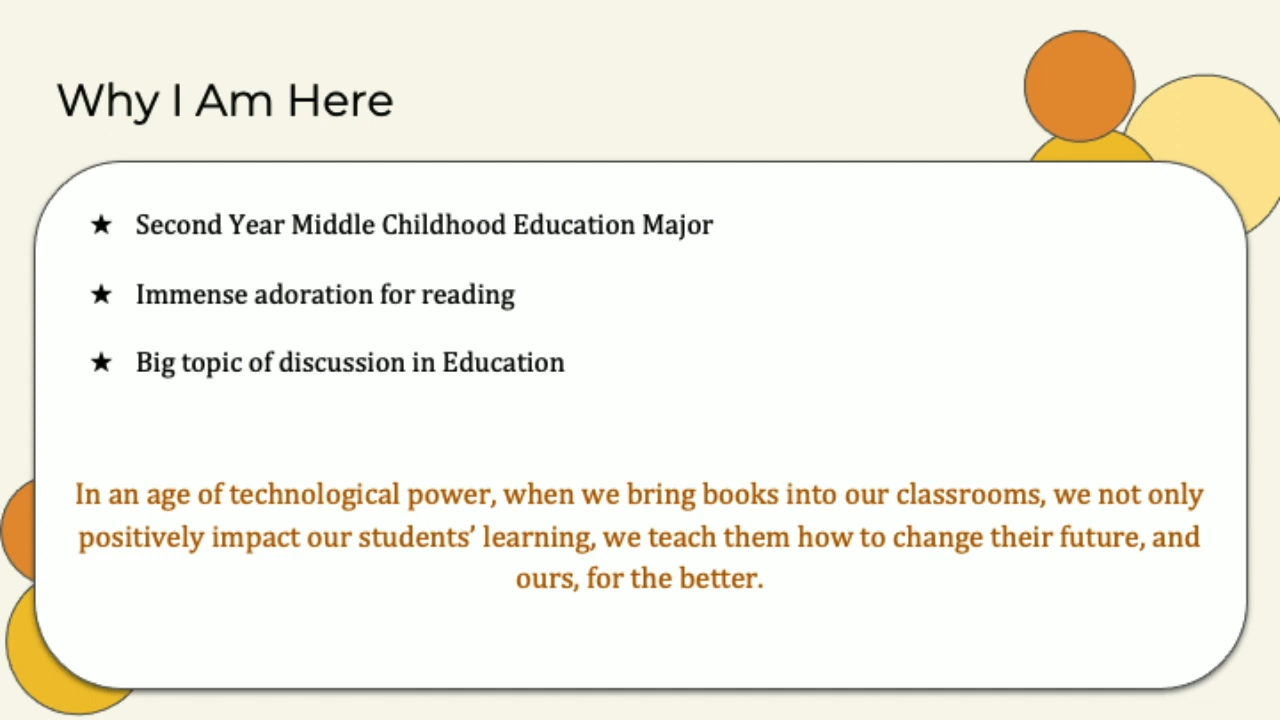 Why I Am Here
★ Second Year Middle Childhood Education Major
★ Immense adoration for reading
★ Big topic of discussion in Education
In an age of technological power, when we bring books into our classrooms, we not only
positively impact our students’ learning, we teach them how to change their future, and
ours, for the better.